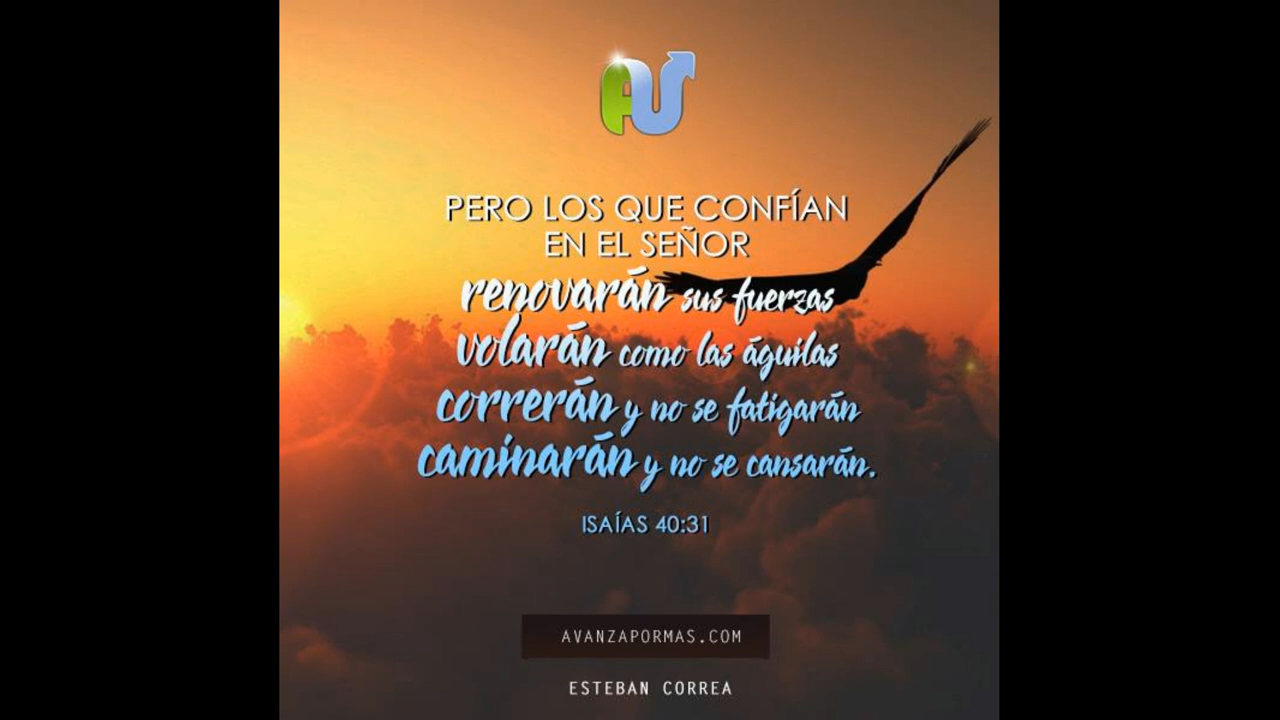 PERO LOS QUE CONFÍAN
EN EL SEÑOR
renovarán sus fuerzas
volarán como las águilas
correrán y no se fatigarán
caminarán y no se cansarán.
ISAÍAS 40:31
AVANZAPORMAS.COM
ESTEBAN CORREA